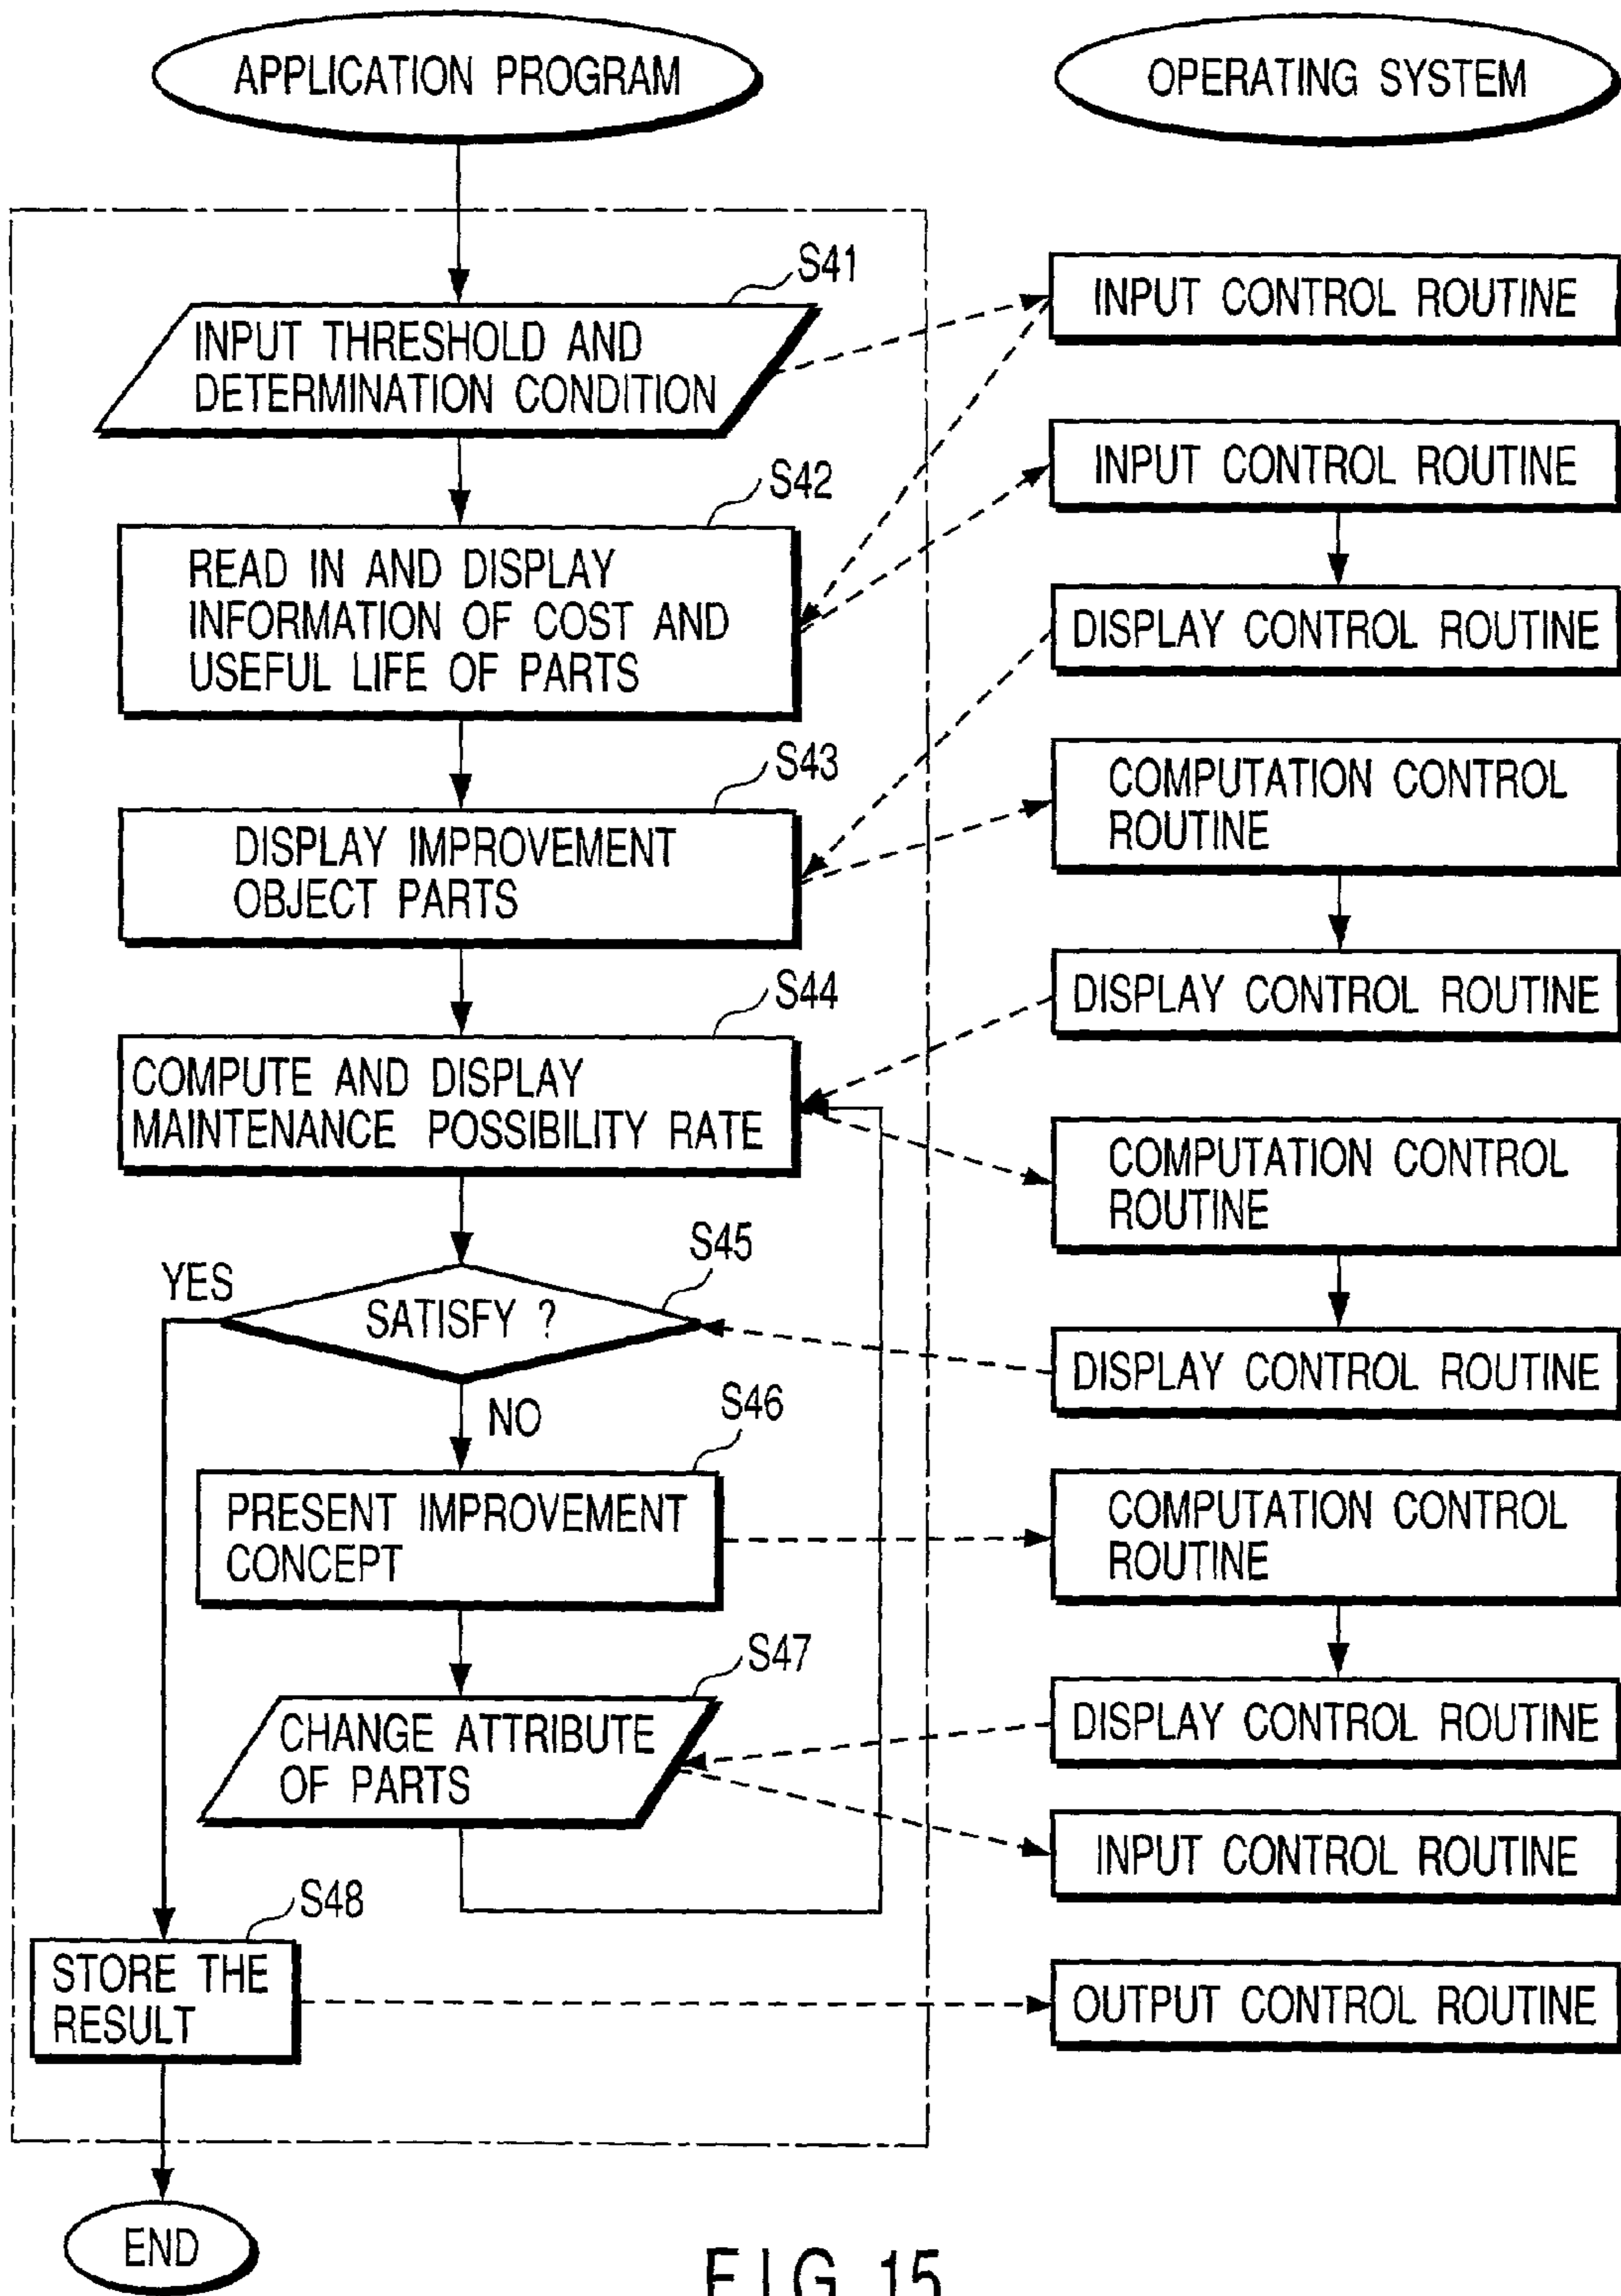 APPLICATION PROGRAM
S41
INPUT THRESHOLD AND
DETERMINATION CONDITION
S42
READ IN AND DISPLAY
INFORMATION OF COST AND
USEFUL LIFE OF PARTS
S43
DISPLAY IMPROVEMENT
OBJECT PARTS
S44
COMPUTE AND DISPLAY
MAINTENANCE POSSIBILITY RATE
S45
YES
SATISFY ?
NO
S46
PRESENT IMPROVEMENT
CONCEPT
S47
CHANGE ATTRIBUTE
OF PARTS
S48
STORE THE
RESULT
END
OPERATING SYSTEM
INPUT CONTROL ROUTINE
INPUT CONTROL ROUTINE
DISPLAY CONTROL ROUTINE
COMPUTATION CONTROL
ROUTINE
DISPLAY CONTROL ROUTINE
COMPUTATION CONTROL
ROUTINE
DISPLAY CONTROL ROUTINE
COMPUTATION CONTROL
ROUTINE
DISPLAY CONTROL ROUTINE
INPUT CONTROL ROUTINE
OUTPUT CONTROL ROUTINE
FIG. 15